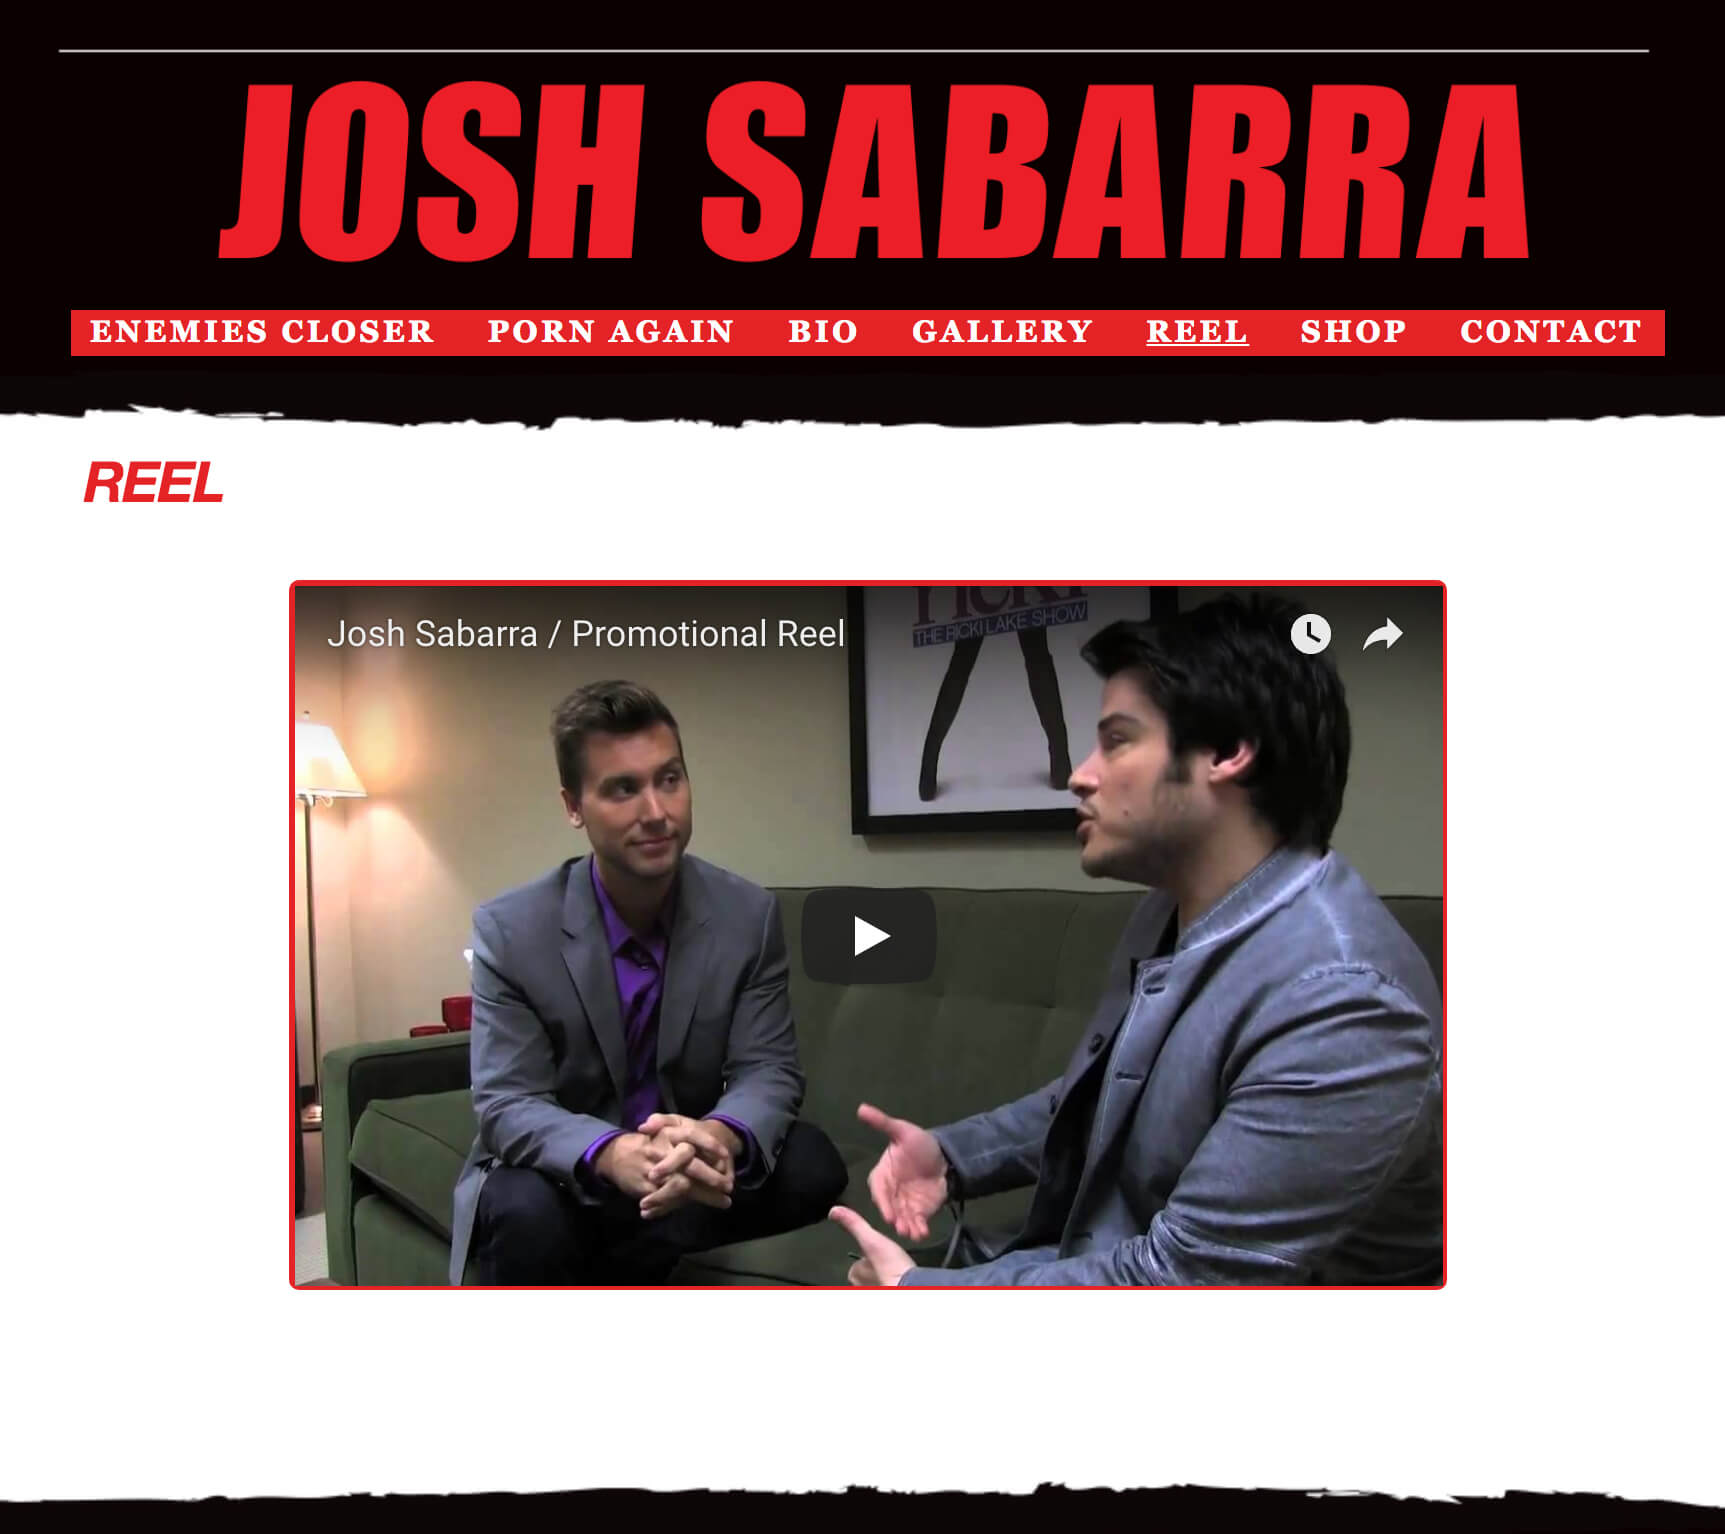 JOSH SABARRA
ENEMIES CLOSER PORN AGAIN BIO GALLERY REEL SHOP CONTACT
REEL
Josh Sabarra / Promotional Reel
RICKI
THE RICKI LAKE SHOW